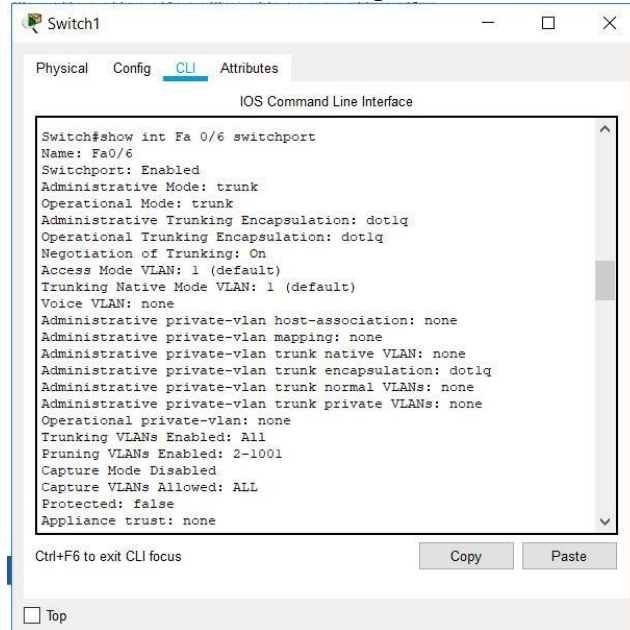 Switch1
Physical Config CLI Attributes
IOS Command Line Interface
Switch#show int Fa 0/6 switchport
Name: Fa0/6
Switchport: Enabled
Administrative Mode: trunk
Operational Mode: trunk
Administrative Trunking Encapsulation: dot1q
Operational Trunking Encapsulation: dot1q
Negotiation of Trunking: On
Access Mode VLAN: 1 (default)
Trunking Native Mode VLAN: 1 (default)
Voice VLAN: none
Administrative private-vlan host-association: none
Administrative private-vlan mapping: none
Administrative private-vlan trunk native VLAN: none
Administrative private-vlan trunk encapsulation: dot1q
Administrative private-vlan trunk normal VLANs: none
Administrative private-vlan trunk private VLANs: none
Operational private-vlan: none
Trunking VLANs Enabled: All
Pruning VLANs Enabled: 2-1001
Capture Mode Disabled
Capture VLANs Allowed: ALL
Protected: false
Appliance trust: none
Ctrl+F6 to exit CLI focus Copy Paste
Top